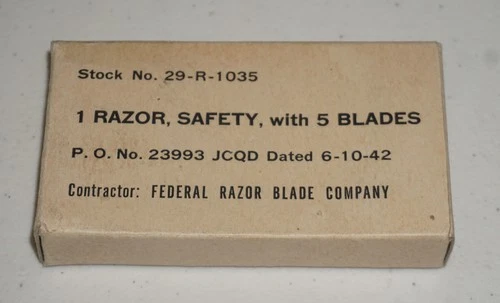 Stock No. 29-R-1035
1 RAZOR, SAFETY, with 5 BLADES
P. O. No. 23993 JCQD Dated 6-10-42
Contractor: FEDERAL RAZOR BLADE COMPANY